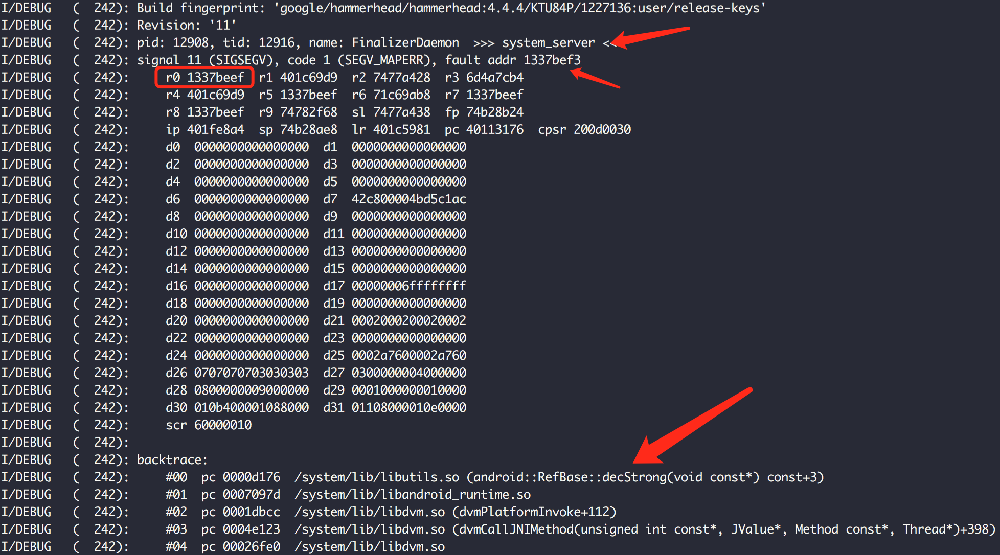 I/DEBUG   (  242): Build fingerprint: 'google/hammerhead/hammerhead:4.4.4/KTU84P/1227136:user/release-keys'
I/DEBUG   (  242): Revision: '11'
I/DEBUG   (  242): pid: 12908, tid: 12916, name: FinalizerDaemon  >>> system_server <<
I/DEBUG   (  242): signal 11 (SIGSEGV), code 1 (SEGV_MAPERR), fault addr 1337bef3
I/DEBUG   (  242):     r0 1337beef  r1 401c69d9  r2 7477a428  r3 6d4a7cb4
I/DEBUG   (  242):     r4 401c69d9  r5 1337beef  r6 71c69ab8  r7 1337beef
I/DEBUG   (  242):     r8 1337beef  r9 74782f68  sl 7477a438  fp 74b28b24
I/DEBUG   (  242):     ip 401fe8a4  sp 74b28ae8  lr 401c5981  pc 40113176  cpsr 200d0030
I/DEBUG   (  242):     d0  0000000000000000  d1  0000000000000000
I/DEBUG   (  242):     d2  0000000000000000  d3  0000000000000000
I/DEBUG   (  242):     d4  0000000000000000  d5  0000000000000000
I/DEBUG   (  242):     d6  0000000000000000  d7  42c800004bd5c1ac
I/DEBUG   (  242):     d8  0000000000000000  d9  0000000000000000
I/DEBUG   (  242):     d10 0000000000000000  d11 0000000000000000
I/DEBUG   (  242):     d12 0000000000000000  d13 0000000000000000
I/DEBUG   (  242):     d14 0000000000000000  d15 0000000000000000
I/DEBUG   (  242):     d16 0000000000000000  d17 00000006ffffffff
I/DEBUG   (  242):     d18 0000000000000000  d19 0000000000000000
I/DEBUG   (  242):     d20 0000000000000000  d21 0002000200020002
I/DEBUG   (  242):     d22 0000000000000000  d23 0000000000000000
I/DEBUG   (  242):     d24 0000000000000000  d25 0002a7600002a760
I/DEBUG   (  242):     d26 0707070703030303  d27 0300000004000000
I/DEBUG   (  242):     d28 0800000009000000  d29 0001000000010000
I/DEBUG   (  242):     d30 010b400001088000  d31 01108000010e0000
I/DEBUG   (  242):     scr 60000010
I/DEBUG   (  242):
I/DEBUG   (  242): backtrace:
I/DEBUG   (  242):     #00  pc 0000d176  /system/lib/libutils.so (android::RefBase::decStrong(void const*) const+3)
I/DEBUG   (  242):     #01  pc 0007097d  /system/lib/libandroid_runtime.so
I/DEBUG   (  242):     #02  pc 0001dbcc  /system/lib/libdvm.so (dvmPlatformInvoke+112)
I/DEBUG   (  242):     #03  pc 0004e123  /system/lib/libdvm.so (dvmCallJNIMethod(unsigned int const*, JValue*, Method const*, Thread*)+398)
I/DEBUG   (  242):     #04  pc 00026fe0  /system/lib/libdvm.so